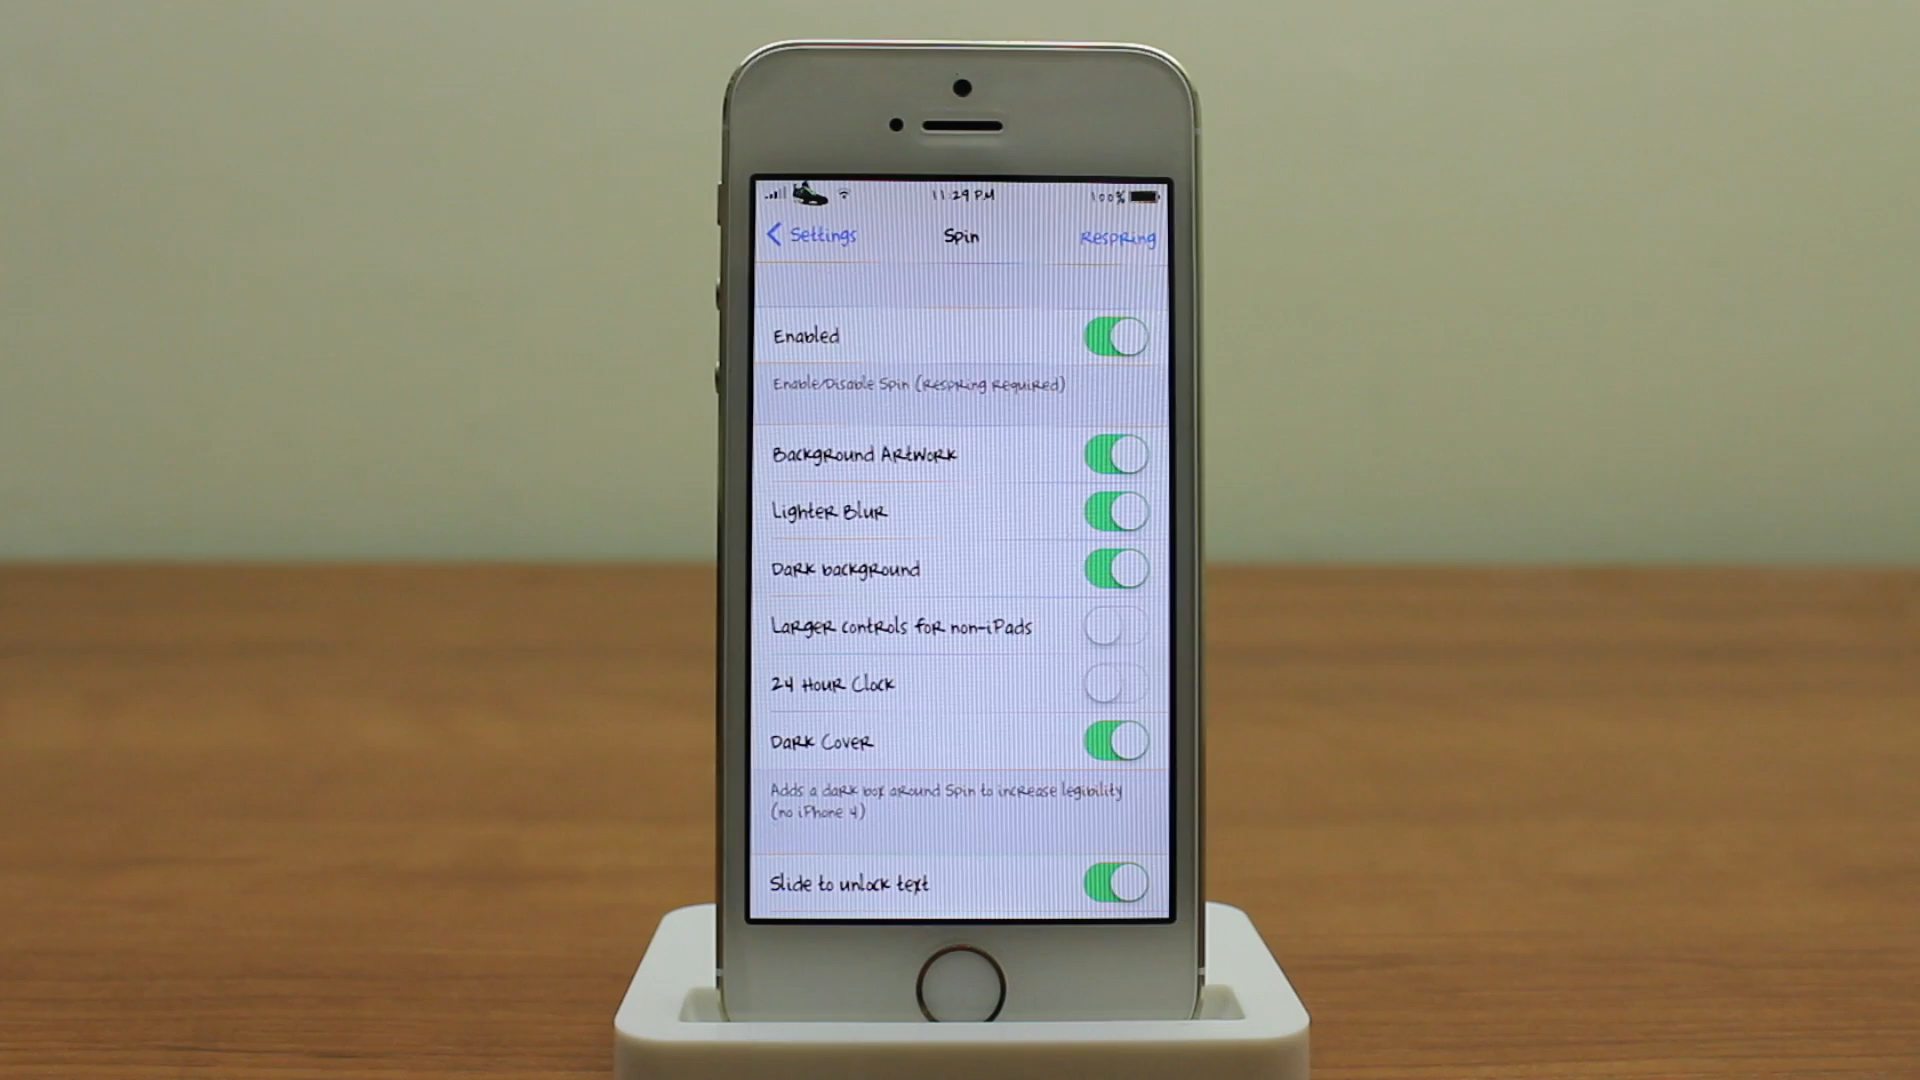 11:29 PM 100%
Settings Spin Respring
Enabled
Enable/Disable Spin (Respring Required)
Background Artwork
Lighter Blur
Dark background
Larger controls for non-iPads
24 Hour Clock
Dark Cover
Adds a dark box around Spin to increase legibility
(no iPhone 4)
Slide to unlock text